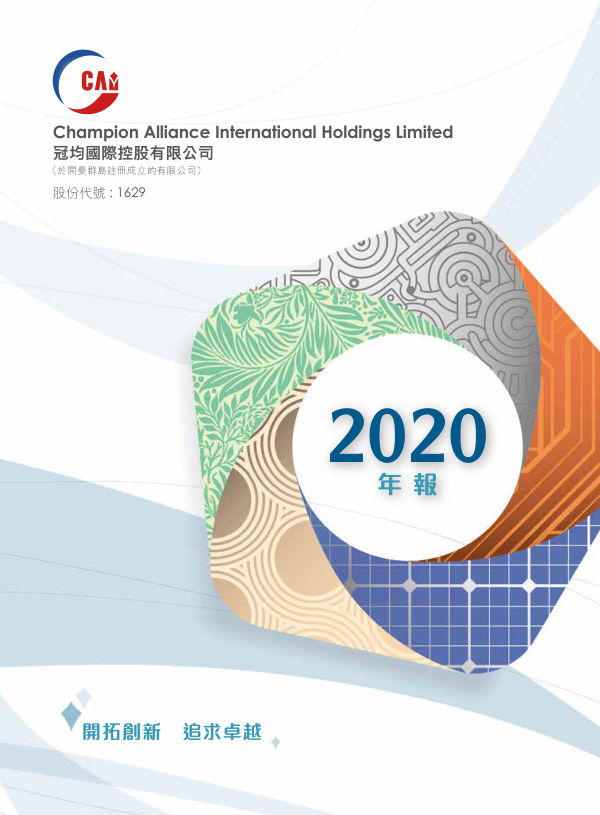 CAM
Champion Alliance International Holdings Limited
冠均國際控股有限公司
(於開曼群島註冊成立的有限公司)
股份代號：1629
2020
年報
開拓創新 追求卓越